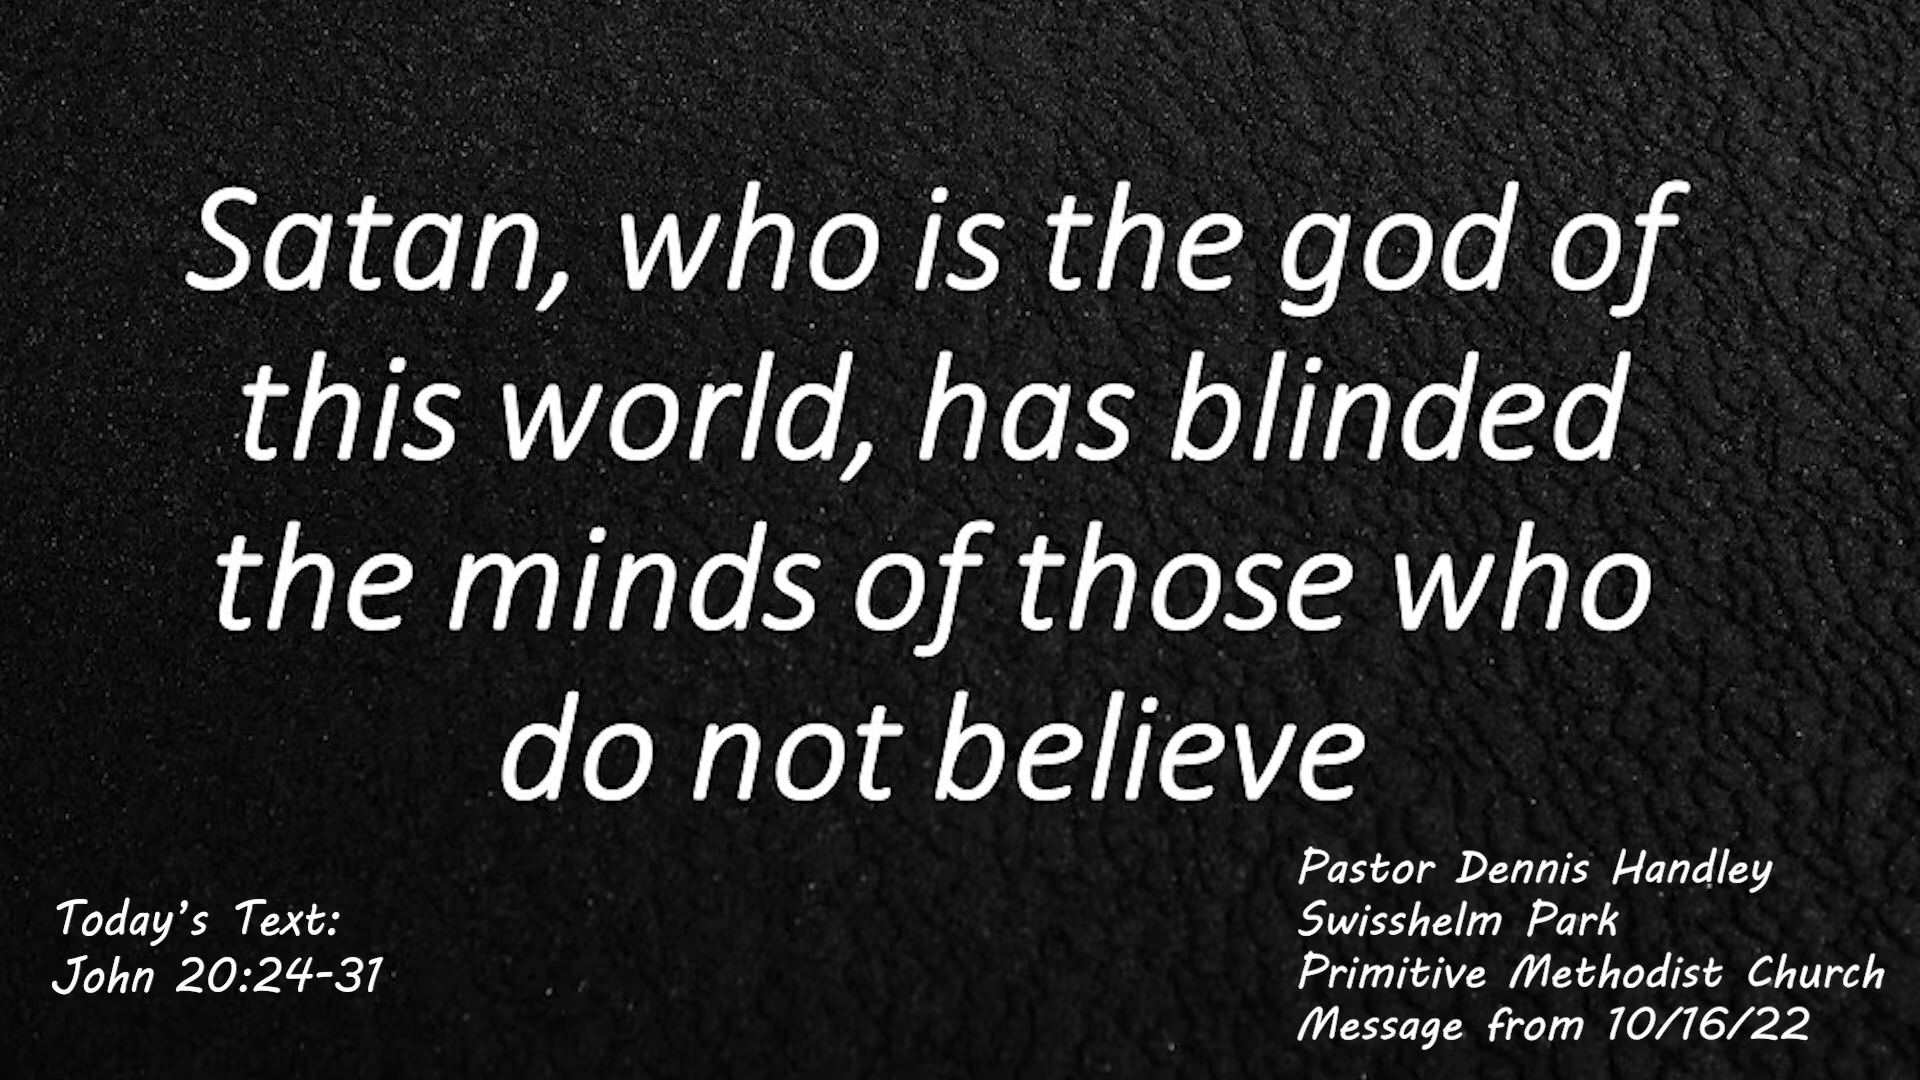 Satan, who is the god of
this world, has blinded
the minds of those who
do not believe
Today's Text:
John 20:24-31
Pastor Dennis Handley
Swisshelm Park
Primitive Methodist Church
Message from 10/16/22